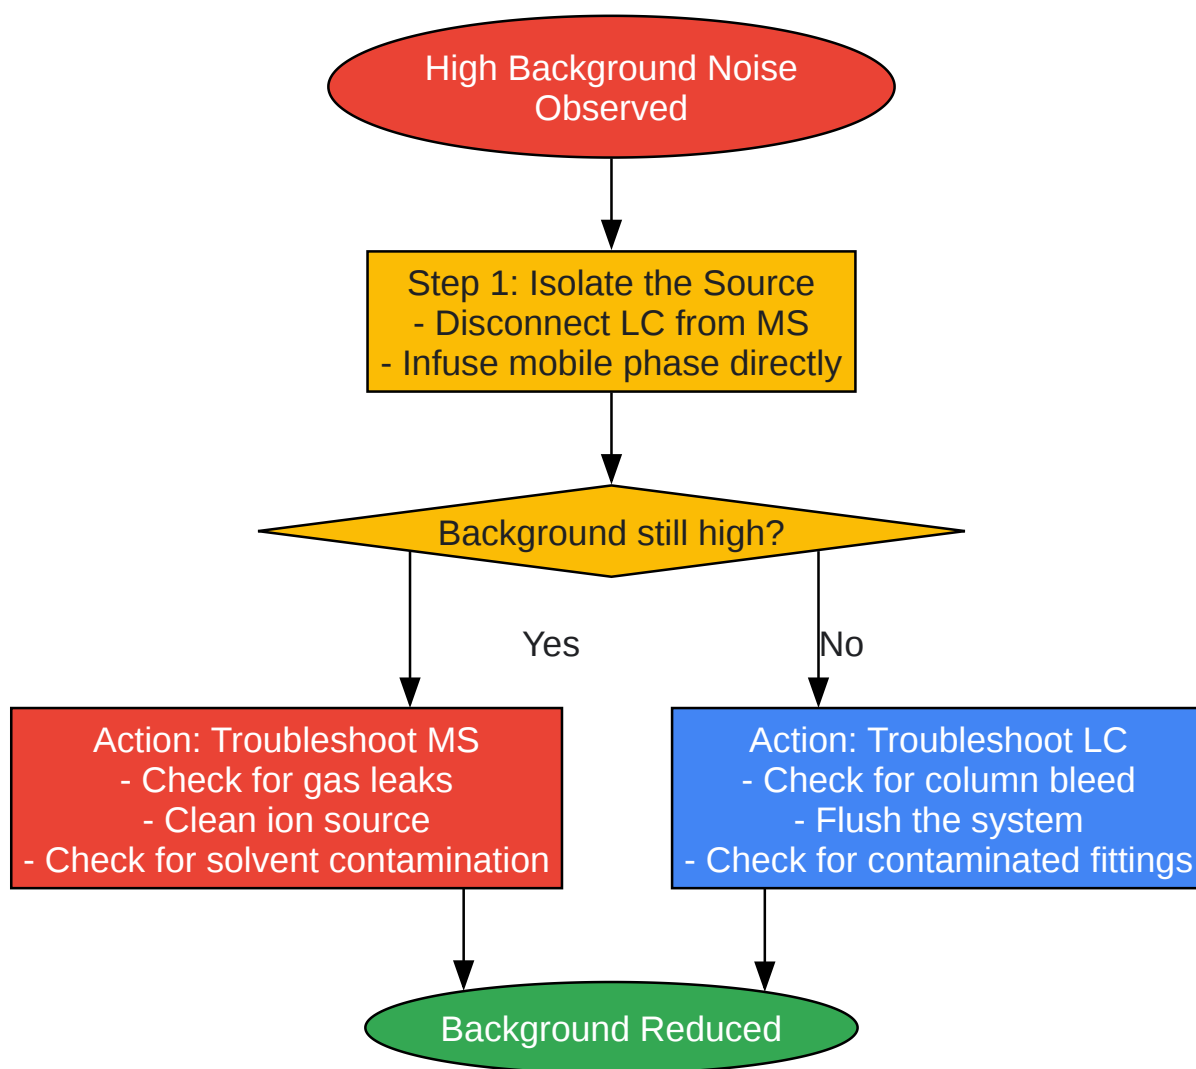 High Background Noise
Observed
Step 1: Isolate the Source
- Disconnect LC from MS
- Infuse mobile phase directly
Background still high?
Yes
No
Action: Troubleshoot MS
- Check for gas leaks
- Clean ion source
- Check for solvent contamination
Action: Troubleshoot LC
- Check for column bleed
- Flush the system
- Check for contaminated fittings
Background Reduced